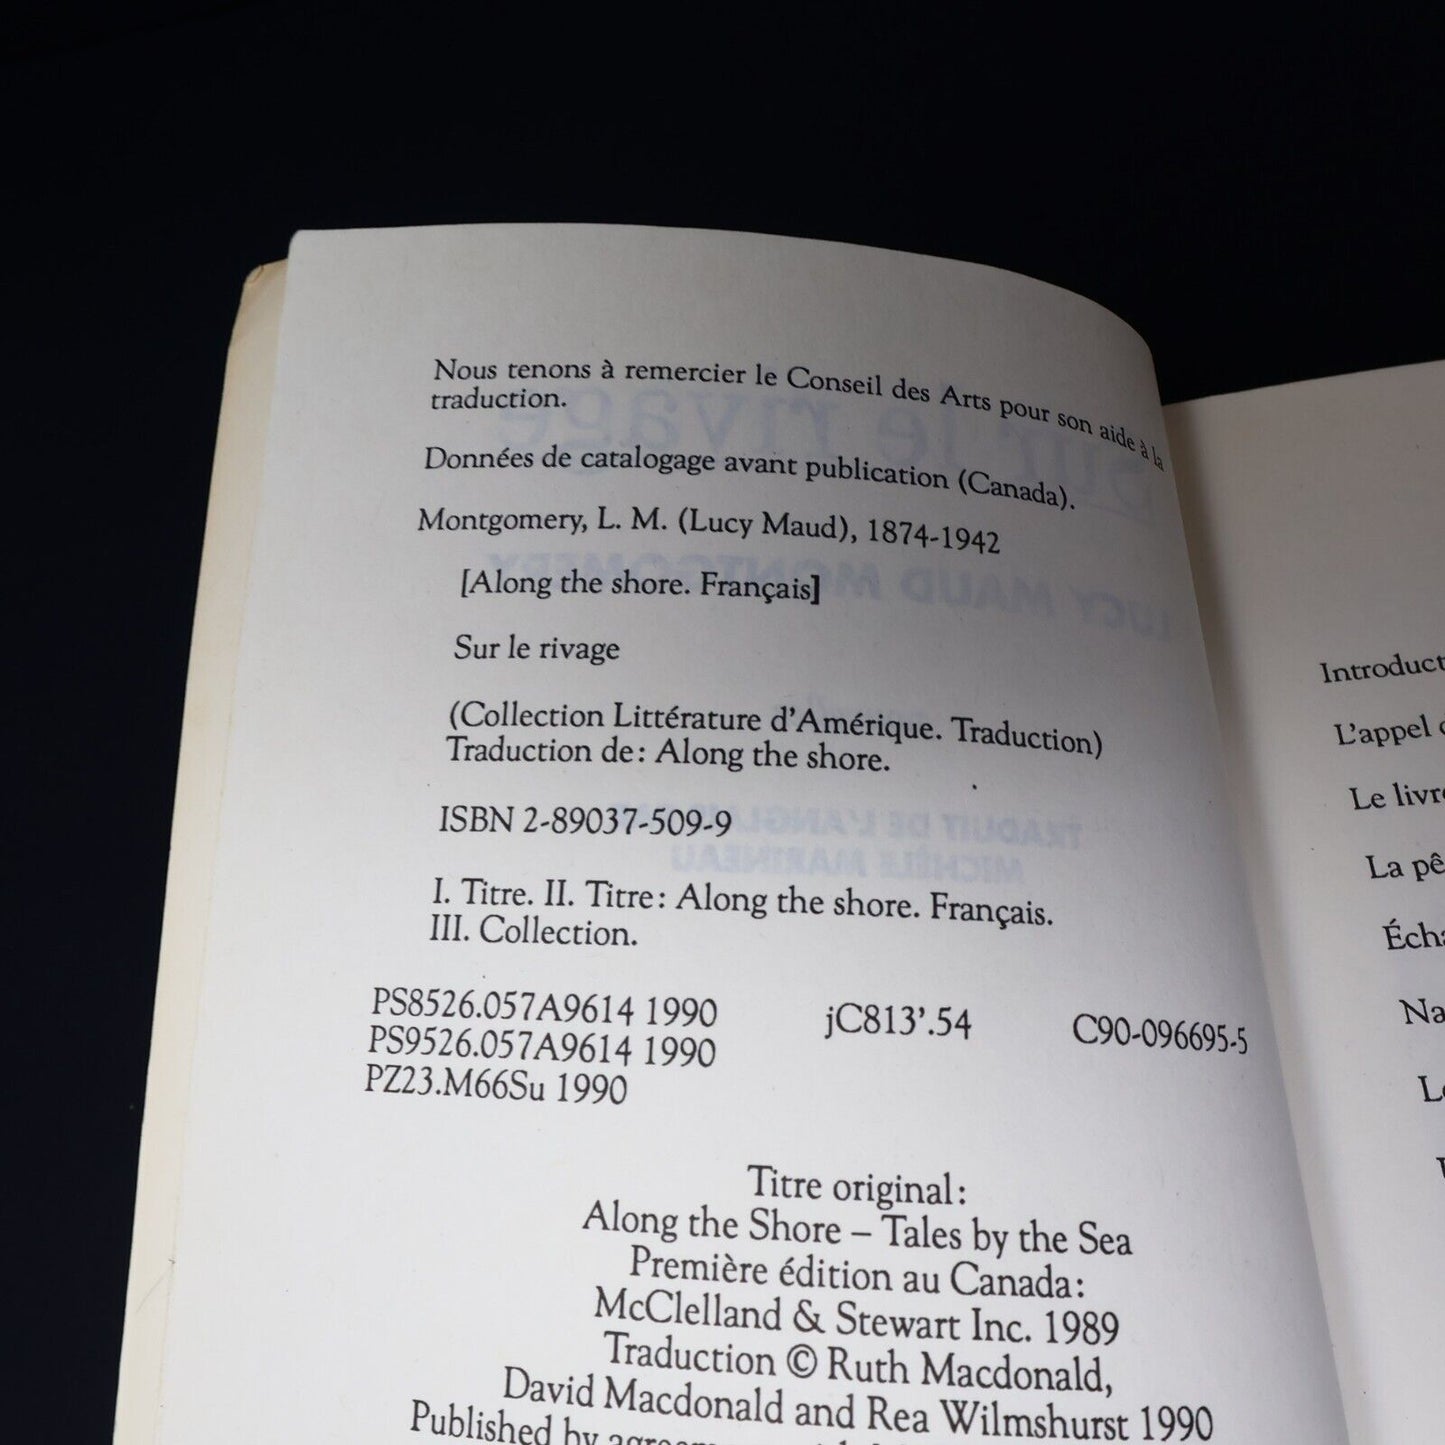 Nous tenons à remercier le Conseil des Arts pour son aide à la
traduction.
Données de catalogage avant publication (Canada).
Montgomery, L. M. (Lucy Maud), 1874-1942
[Along the shore. Français]
Sur le rivage
(Collection Littérature d'Amérique. Traduction)
Traduction de: Along the shore.
ISBN 2-89037-509-9
I. Titre. II. Titre: Along the shore. Français.
III. Collection.
PS8526.057A9614 1990 jC813'.54 C90-096695-5
PS9526.057A9614 1990
PZ23.M66Su 1990
Titre original:
Along the Shore – Tales by the Sea
Première édition au Canada:
McClelland & Stewart Inc. 1989
Traduction © Ruth Macdonald,
David Macdonald and Rea Wilmshurst 1990
Published by
Introduct
L'appel
Le livre
La pê
Écha
Na